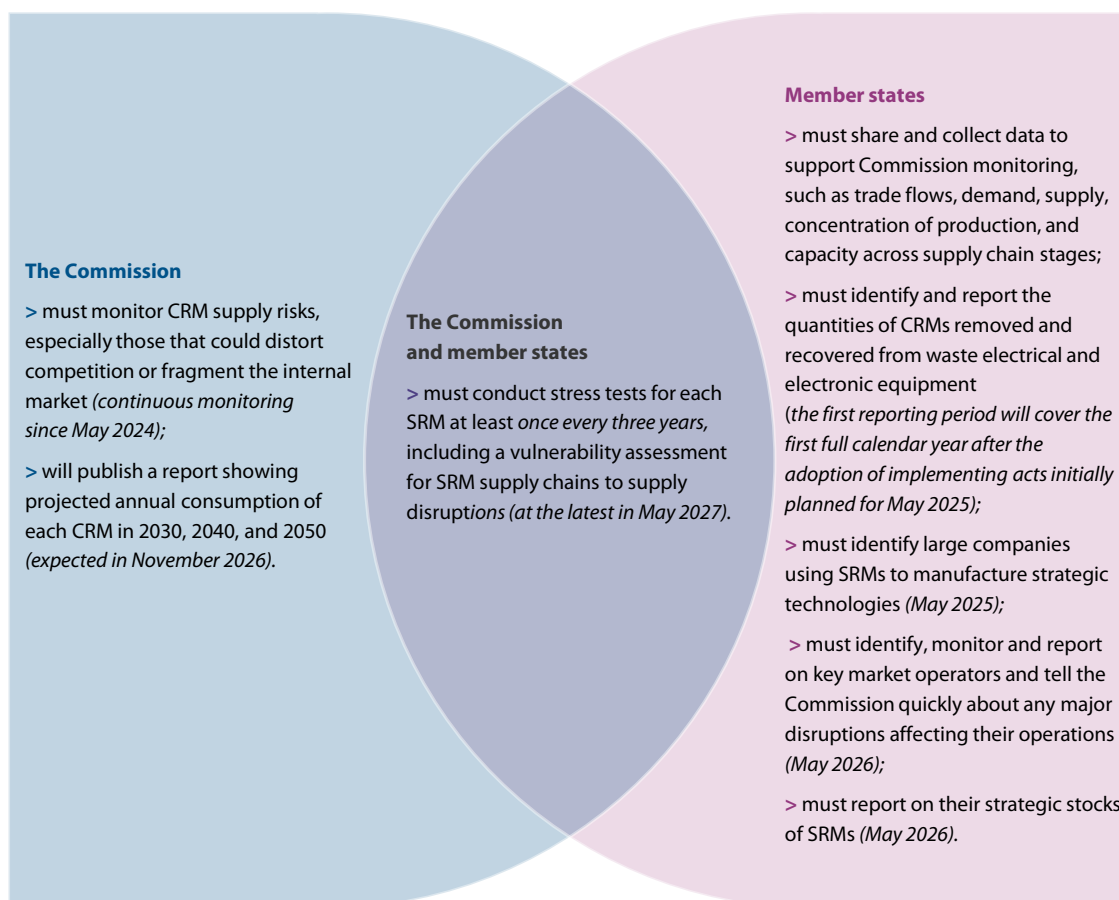 The Commission
> must monitor CRM supply risks,
especially those that could distort
competition or fragment the internal
market (continuous monitoring
since May 2024);
> will publish a report showing
projected annual consumption of
each CRM in 2030, 2040, and 2050
(expected in November 2026).
The Commission
and member states
> must conduct stress tests for each
SRM at least once every three years,
including a vulnerability assessment
for SRM supply chains to supply
disruptions (at the latest in May 2027).
Member states
> must share and collect data to
support Commission monitoring,
such as trade flows, demand, supply,
concentration of production, and
capacity across supply chain stages;
> must identify and report the
quantities of CRMs removed and
recovered from waste electrical and
electronic equipment
(the first reporting period will cover the
first full calendar year after the
adoption of implementing acts initially
planned for May 2025);
> must identify large companies
using SRMs to manufacture strategic
technologies (May 2025);
> must identify, monitor and report
on key market operators and tell the
Commission quickly about any major
disruptions affecting their operations
(May 2026);
> must report on their strategic stocks
of SRMs (May 2026).